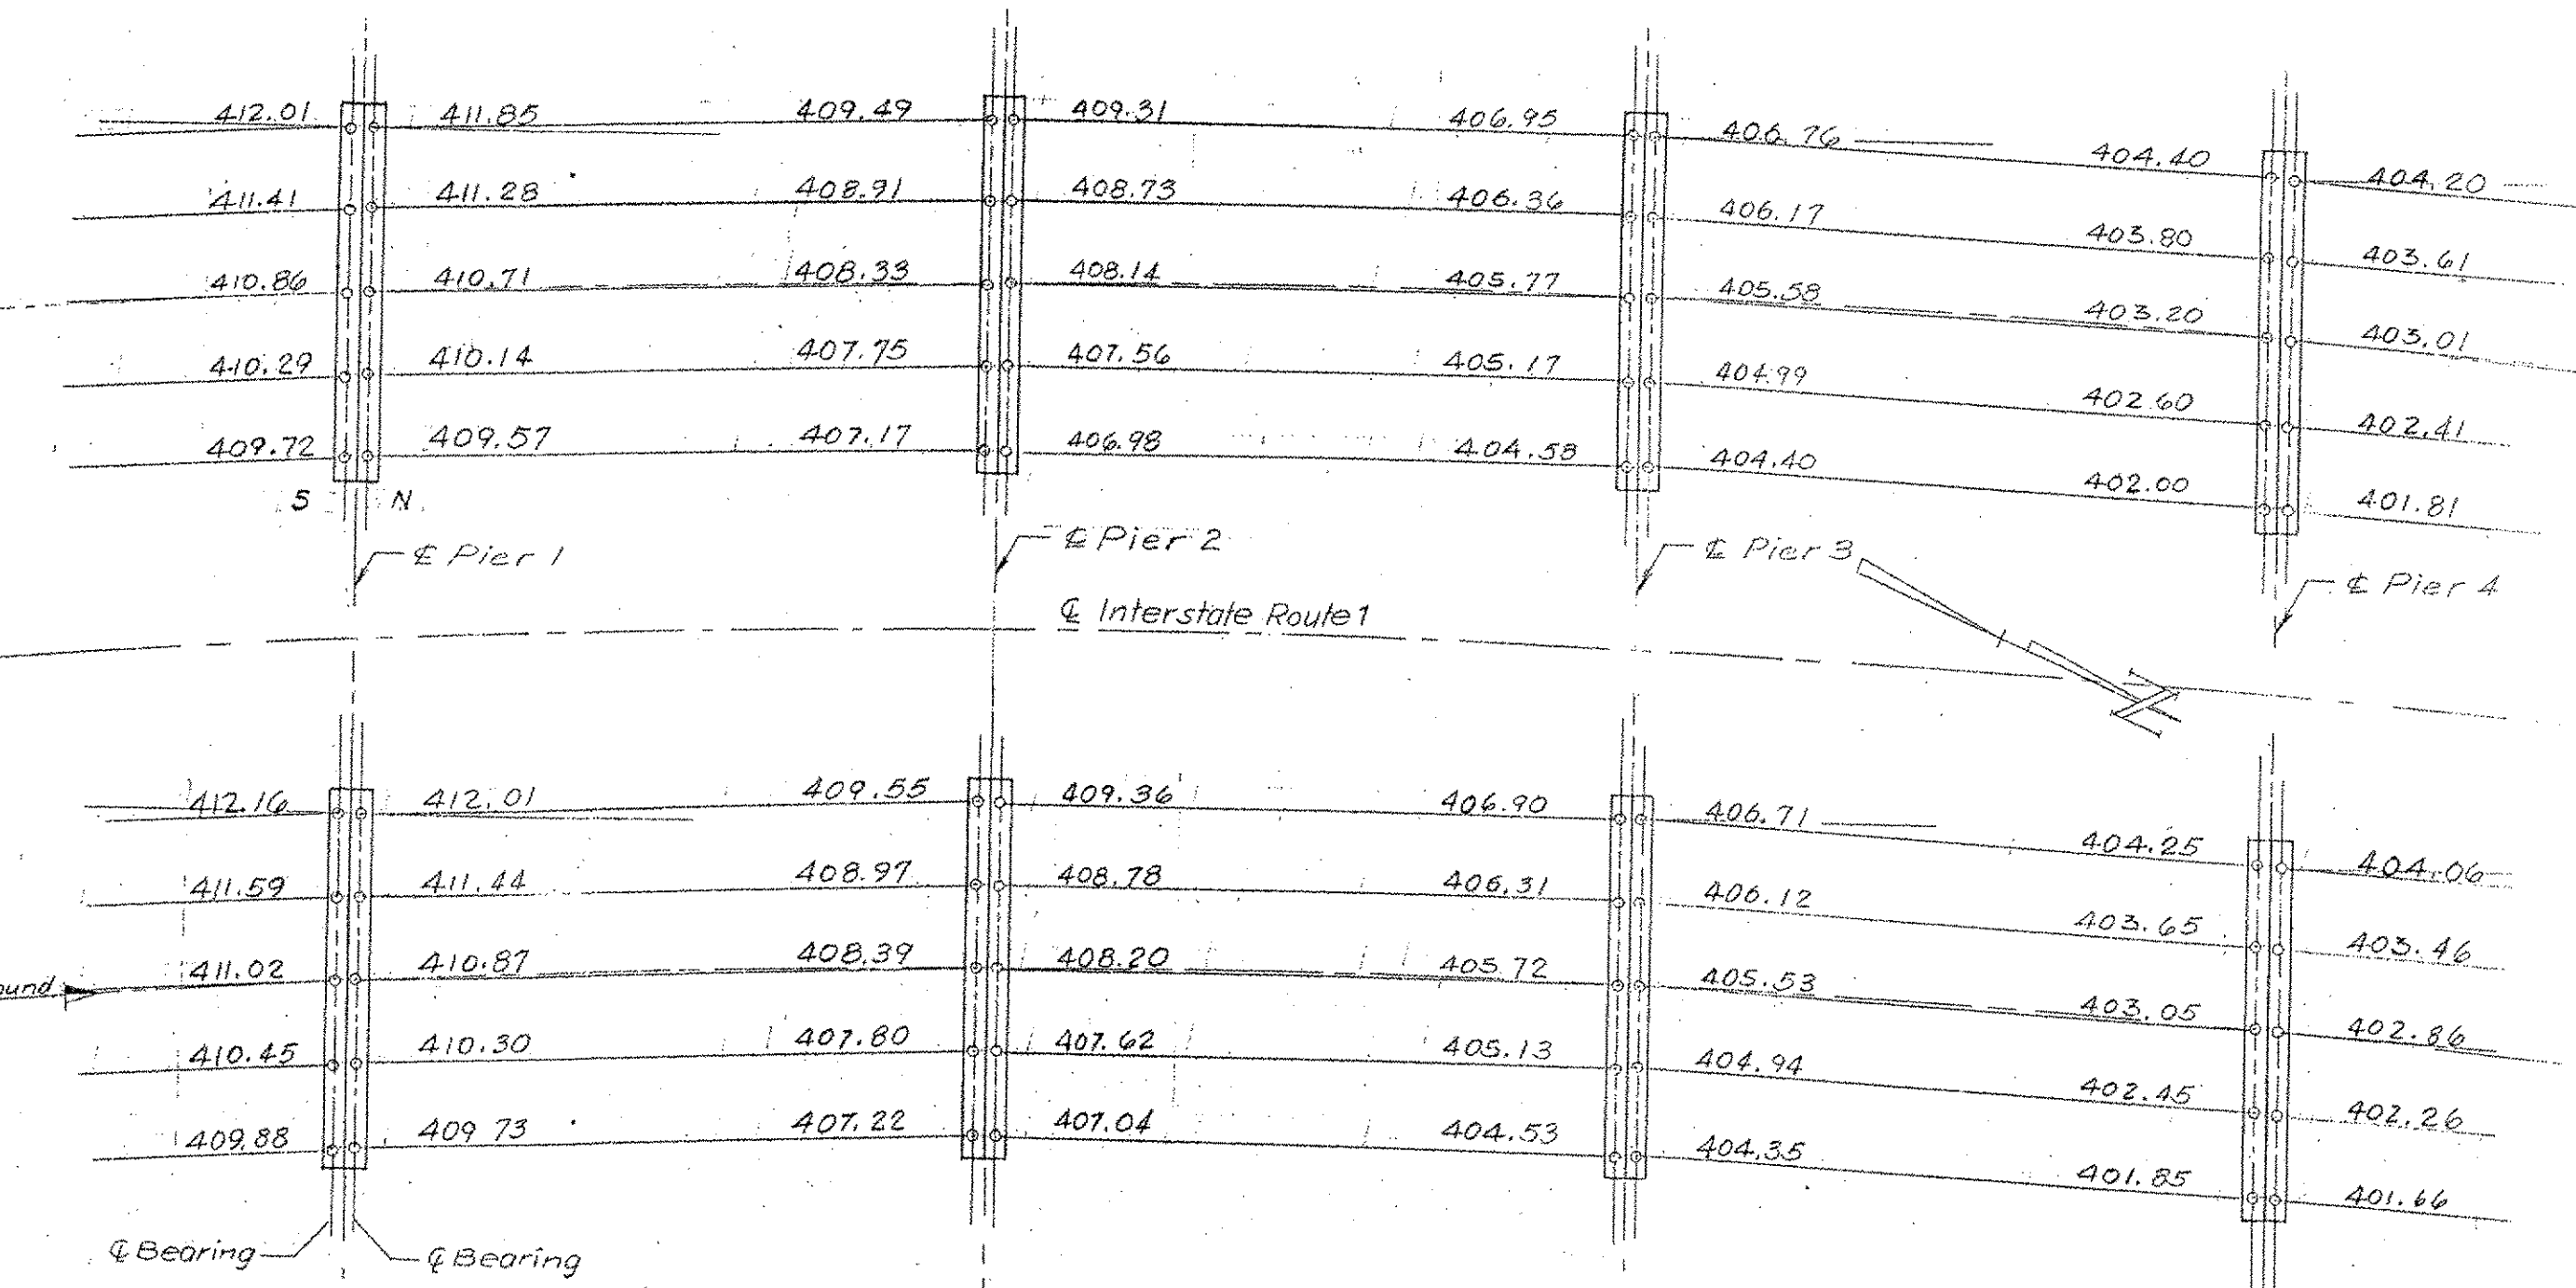 412.01 411.85 409.49 409.31 406.95 406.76 404.40 404.20
411.41 411.28 408.91 408.73 406.36 406.17 403.80 403.61
410.86 410.71 408.33 408.14 405.77 405.58 403.20 403.01
410.29 410.14 407.75 407.56 405.17 404.99 402.60 402.41
409.72 409.57 407.17 406.98 404.58 404.40 402.00 401.81
S N
℄ Pier 1 ℄ Pier 2 ℄ Pier 3 ℄ Pier 4
℄ Interstate Route 1
N
412.16 412.01 409.55 409.36 406.90 406.71 404.25 404.06
411.59 411.44 408.97 408.78 406.31 406.12 403.65 403.46
411.02 410.87 408.39 408.20 405.72 405.53 403.05 402.86
410.45 410.30 407.80 407.62 405.13 404.94 402.45 402.26
409.88 409 73 407.22 407.04 404.53 404.35 401.85 401.66
℄ Bearing ℄ Bearing